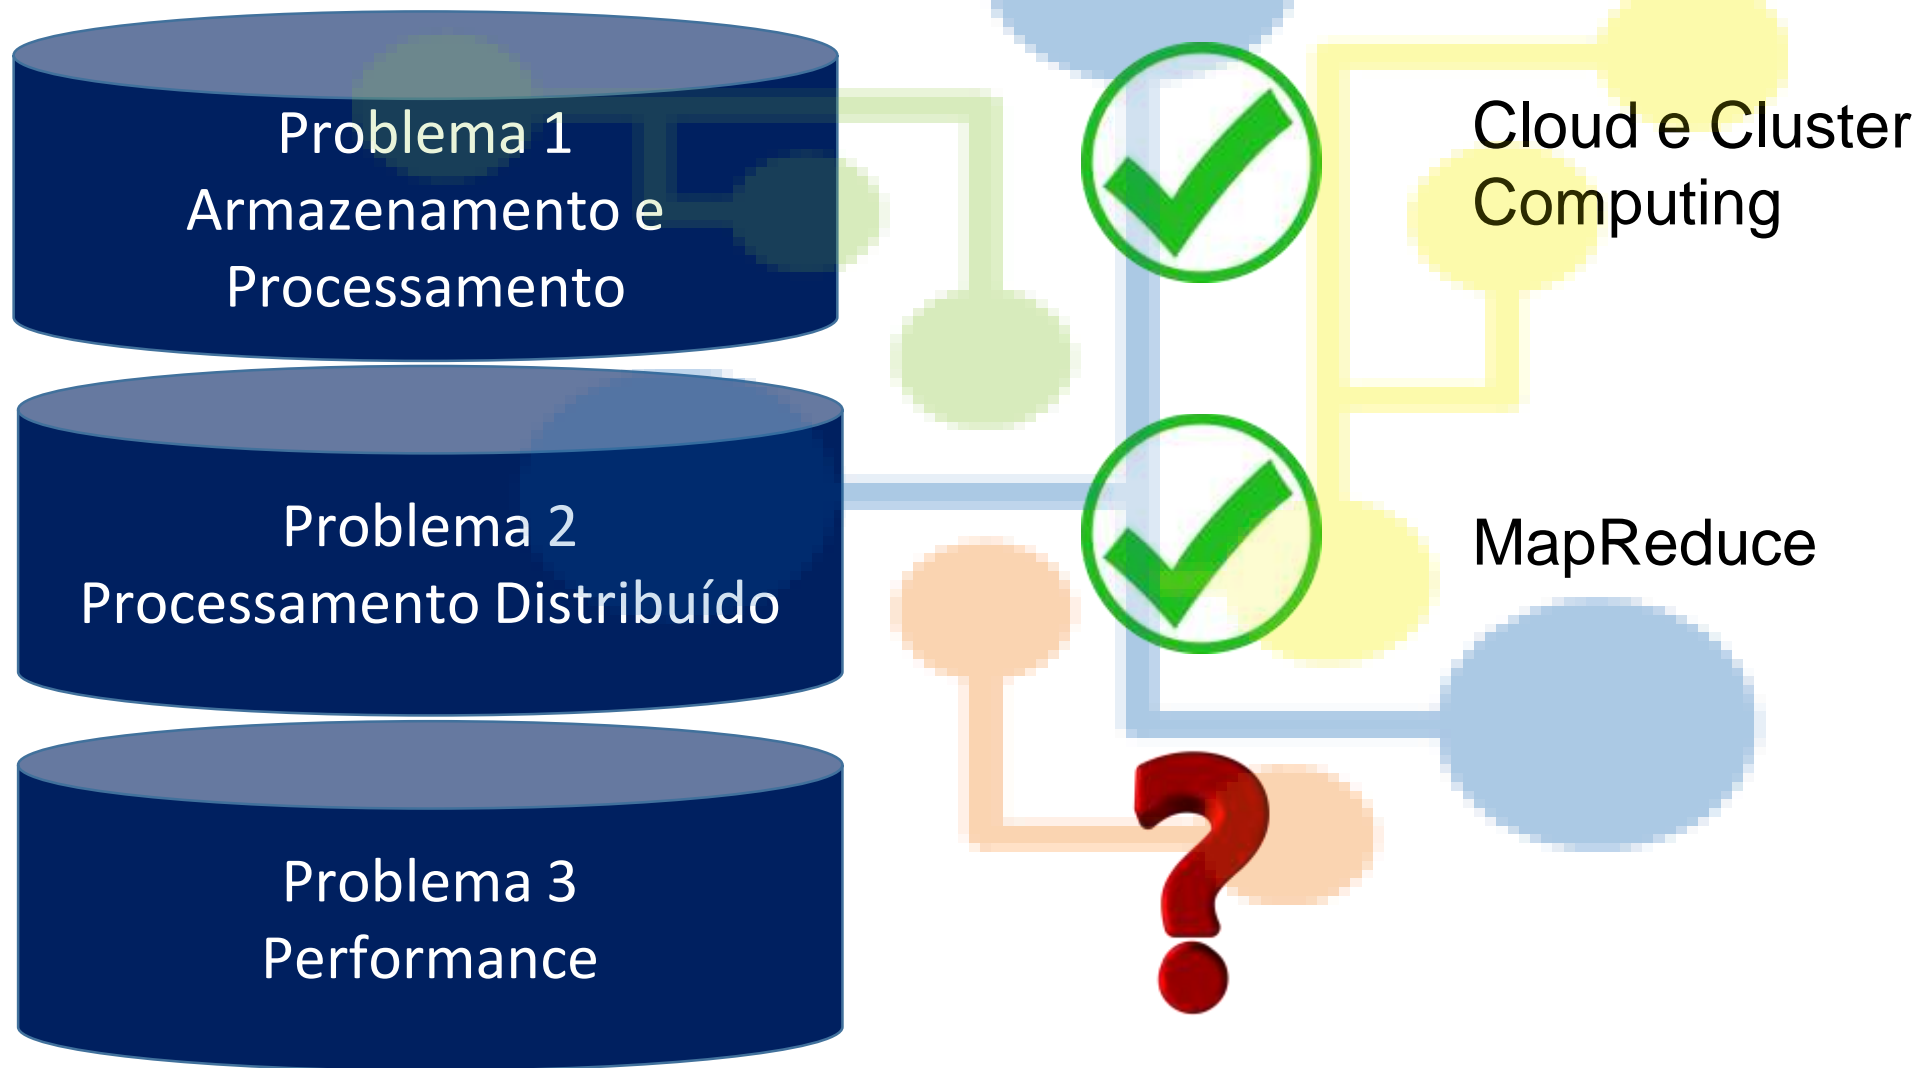 Problema 1
Armazenamento e
Processamento
Cloud e Cluster
Computing
Problema 2
Processamento Distribuído
MapReduce
Problema 3
Performance
?